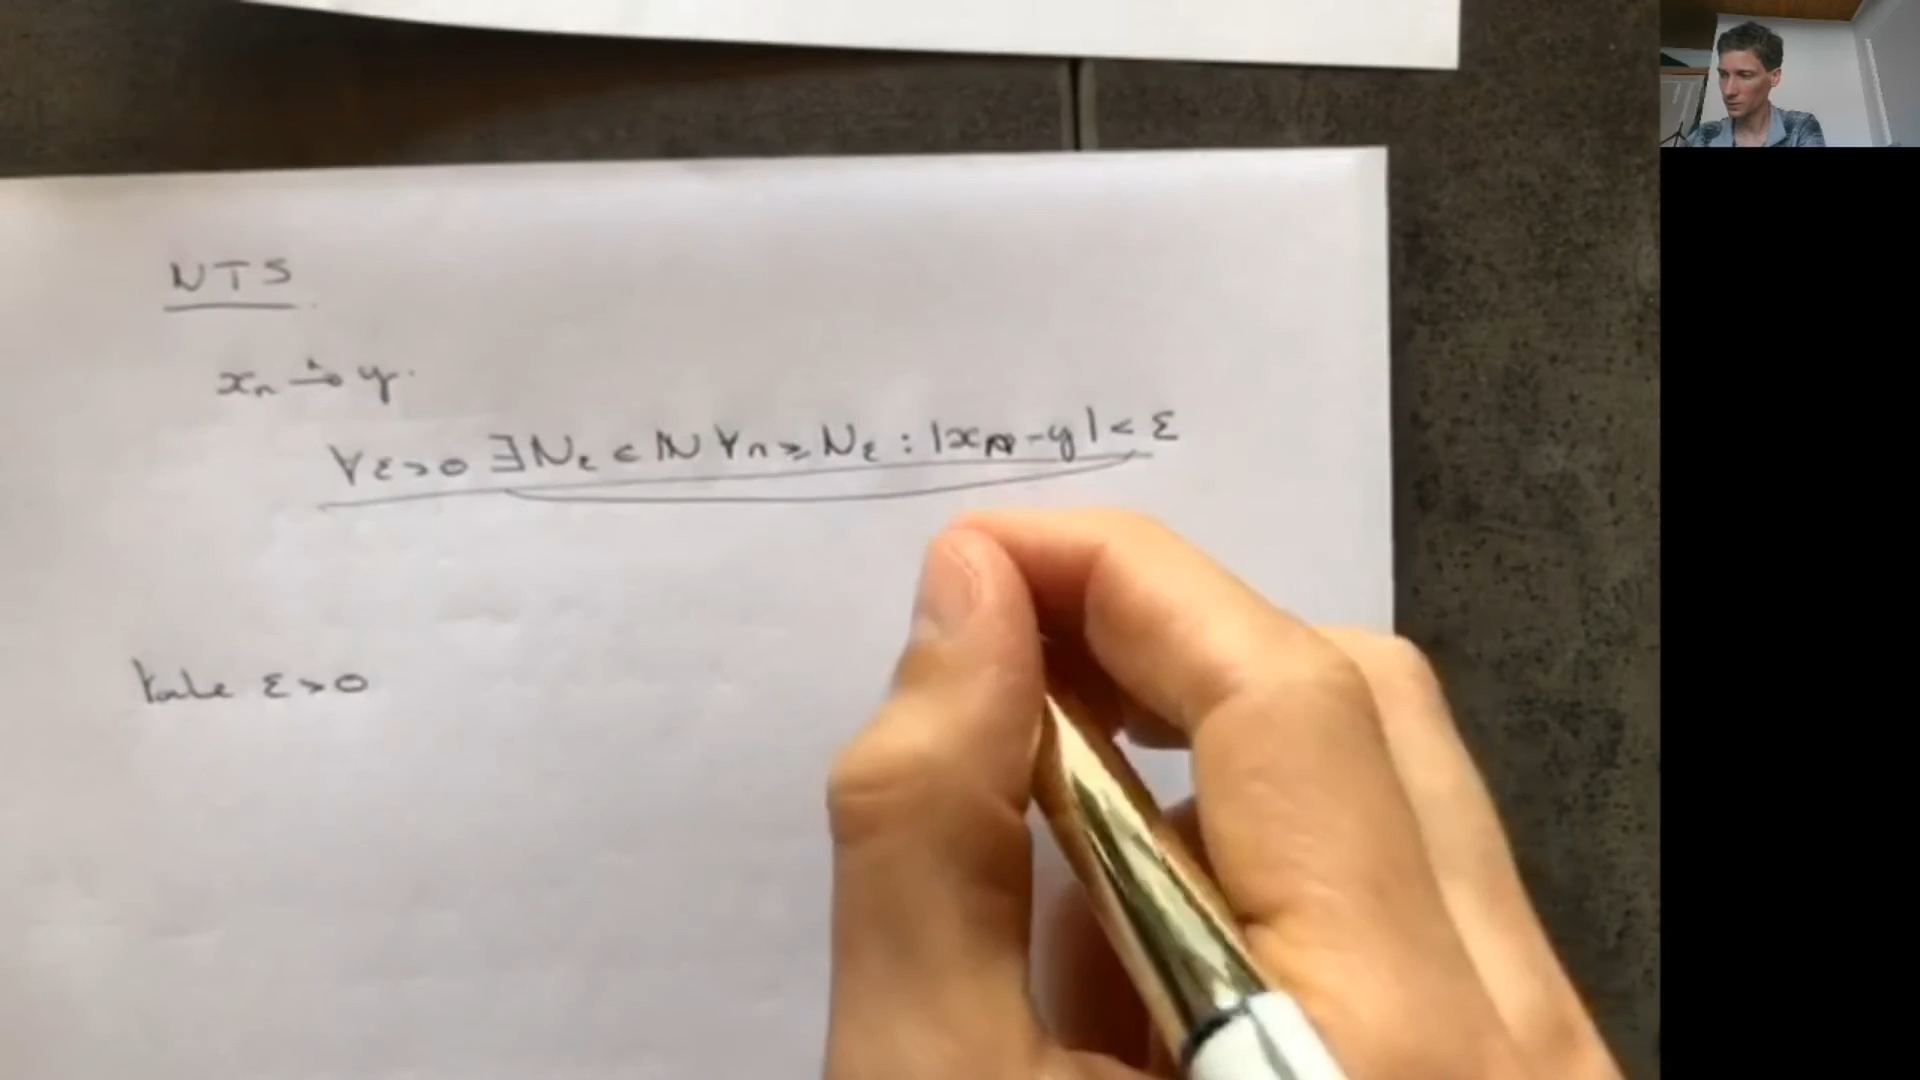 NTS
xₙ → y.
∀ε>0 ∃Nε ∈ ℕ ∀n≥Nε : |xₙ-y| < ε
take ε>0